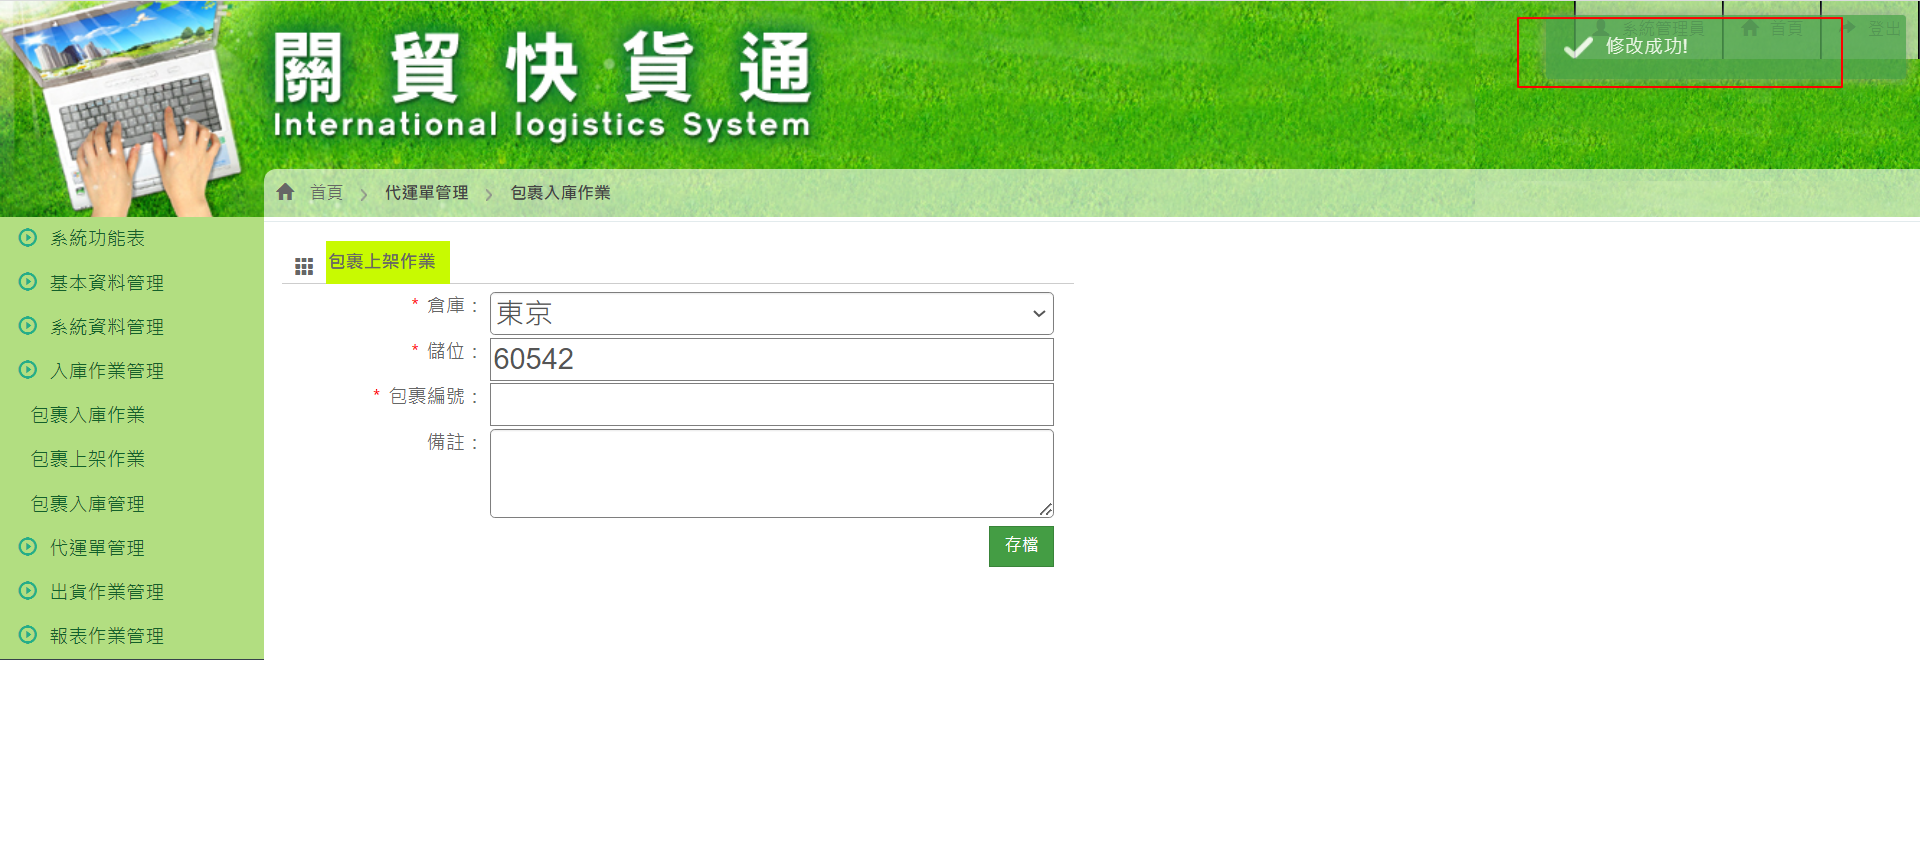 關貿快貨通
International logistics System
系統管理員 首頁 登出
修改成功!
首頁 代運單管理 包裹入庫作業
系統功能表
基本資料管理
系統資料管理
入庫作業管理
包裹入庫作業
包裹上架作業
包裹入庫管理
代運單管理
出貨作業管理
報表作業管理
包裹上架作業
* 倉庫：
東京
* 儲位：
60542
* 包裹編號：
備註：
存檔